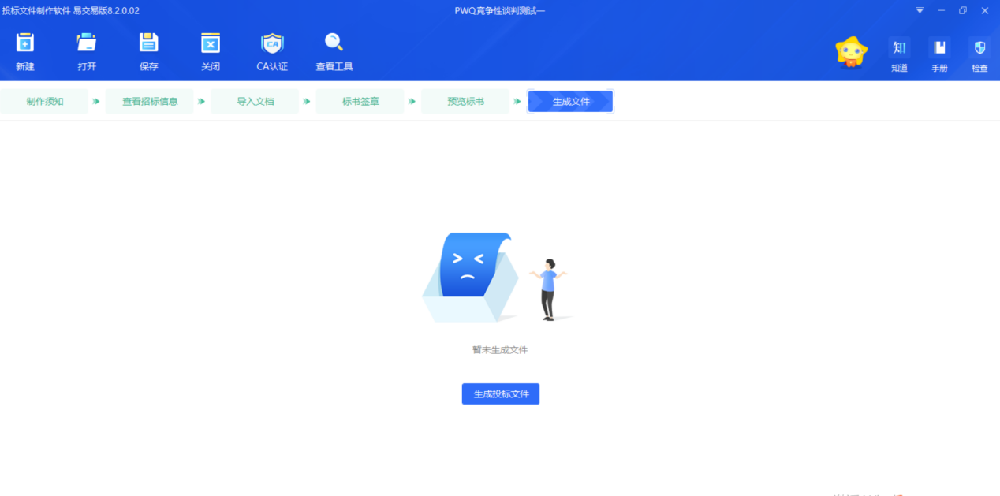 投标文件制作软件 易交易版8.2.0.02
PWQ竞争性谈判测试一
新建
打开
保存
关闭
CA
CA认证
查看工具
知
知道
手册
检查
制作须知
查看招标信息
导入文档
标书签章
预览标书
生成文件
暂未生成文件
生成投标文件